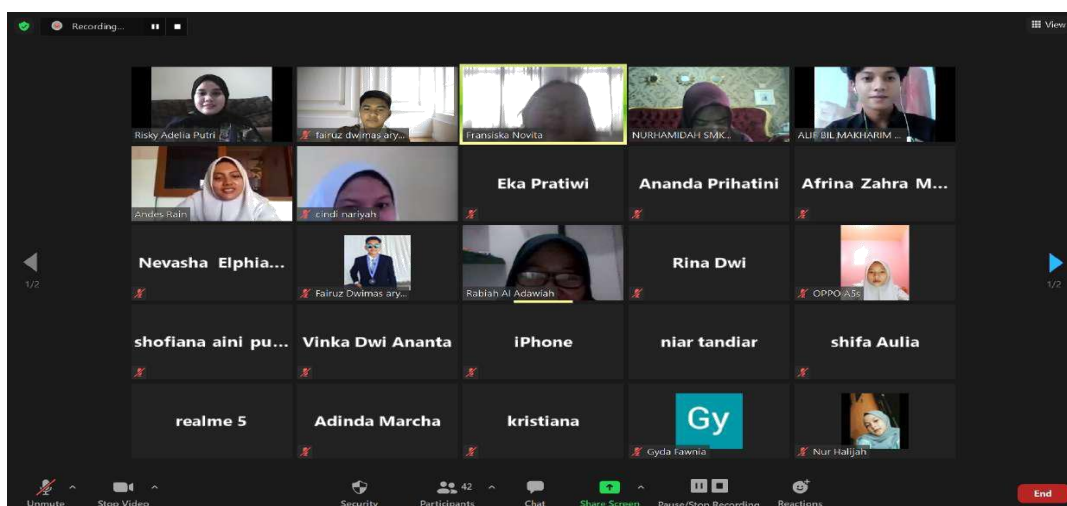 Recording...
View
Risky Adelia Putri
fairuz dwimas ary...
Fransiska Novita
NURHAMIDAH SMK...
ALIF BIL MAKHARIM ...
Andes Rain
cindi nariyah
Eka Pratiwi
Ananda Prihatini
Afrina Zahra M...
Nevasha Elphia...
Fairuz Dwimas ary...
Rabiah Al Adawiah
Rina Dwi
OPPO A5s
1/2
1/2
shofiana aini pu...
Vinka Dwi Ananta
iPhone
niar tandiar
shifa Aulia
realme 5
Adinda Marcha
kristiana
Gy
Gyda Fawnia
Nur Halijah
Unmute
Stop Video
Security
Participants
42
Chat
Share Screen
Pause/Stop Recording
Reactions
End